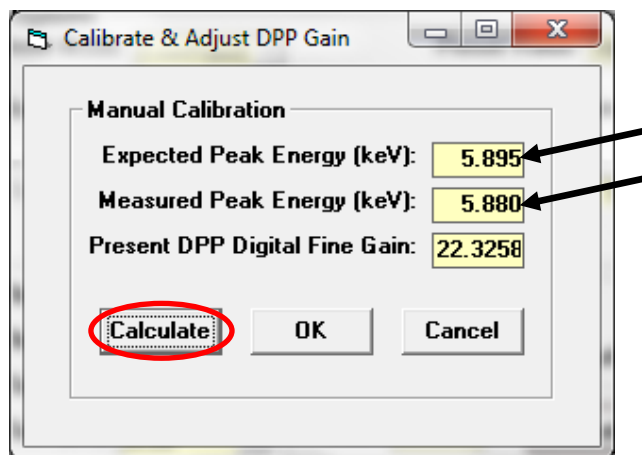 Calibrate & Adjust DPP Gain
Manual Calibration
Expected Peak Energy (keV): 5.895
Measured Peak Energy (keV): 5.880
Present DPP Digital Fine Gain: 22.3258
Calculate OK Cancel